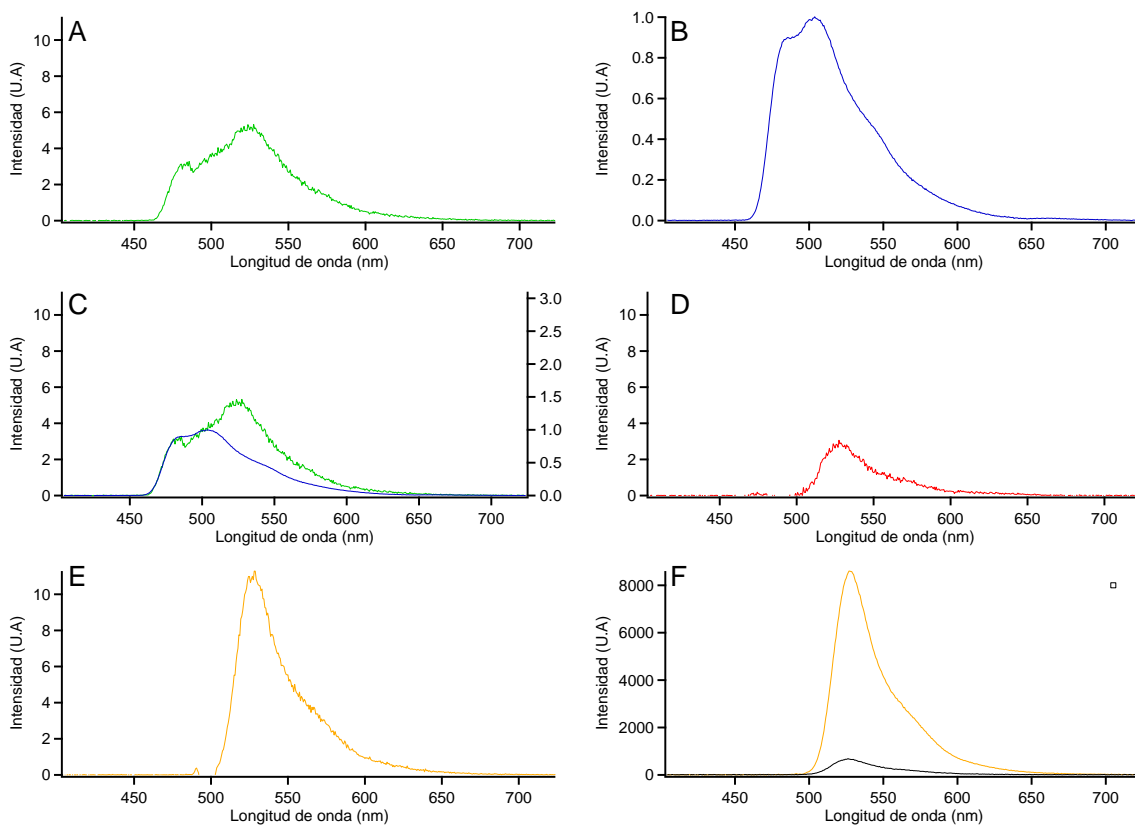 A
Intensidad (U.A)
10
8
6
4
2
0
450 500 550 600 650 700
Longitud de onda (nm)
B
Intensidad (U.A)
1.0
0.8
0.6
0.4
0.2
0.0
450 500 550 600 650 700
Longitud de onda (nm)
C
Intensidad (U.A)
10
8
6
4
2
0
3.0
2.5
2.0
1.5
1.0
0.5
0.0
450 500 550 600 650 700
Longitud de onda (nm)
D
Intensidad (U.A)
10
8
6
4
2
0
450 500 550 600 650 700
Longitud de onda (nm)
E
Intensidad (U.A)
10
8
6
4
2
0
450 500 550 600 650 700
Longitud de onda (nm)
F
Intensidad (U.A)
8000
6000
4000
2000
0
450 500 550 600 650 700
Longitud de onda (nm)